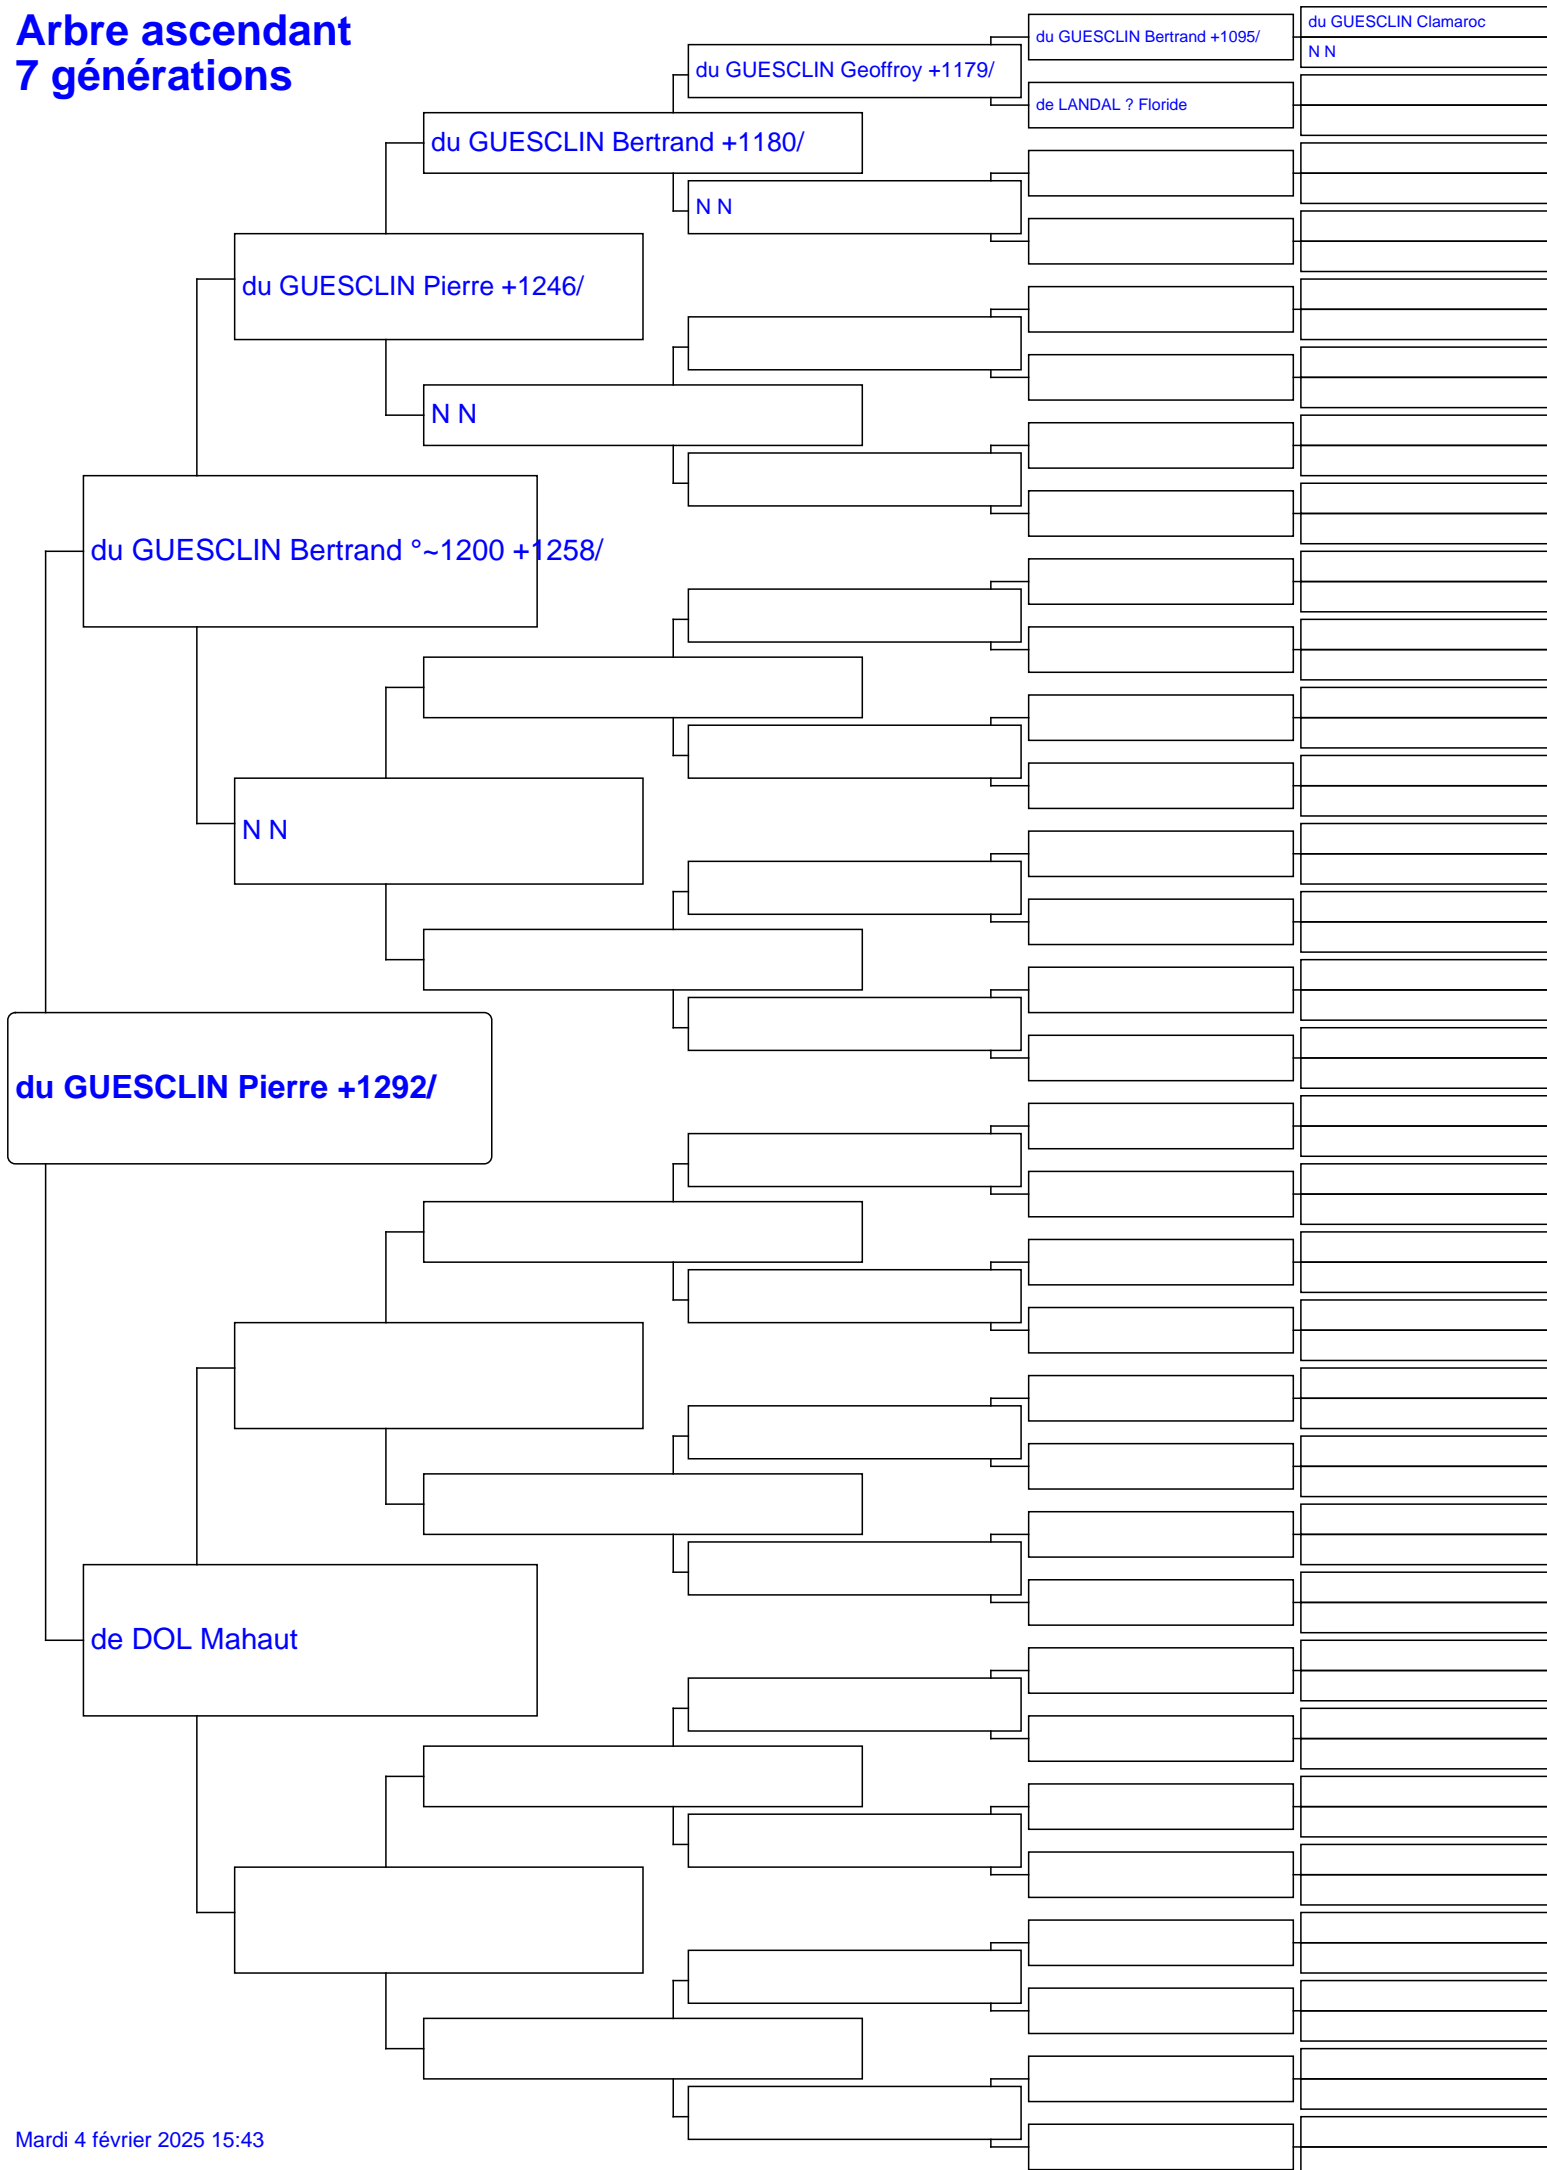 Arbre ascendant
7 générations
du GUESCLIN Clamaroc
du GUESCLIN Bertrand +1095/
N N
du GUESCLIN Geoffroy +1179/
de LANDAL ? Floride
du GUESCLIN Bertrand +1180/
N N
du GUESCLIN Pierre +1246/
N N
du GUESCLIN Bertrand °~1200 +1258/
N N
du GUESCLIN Pierre +1292/
de DOL Mahaut
Mardi 4 février 2025 15:43